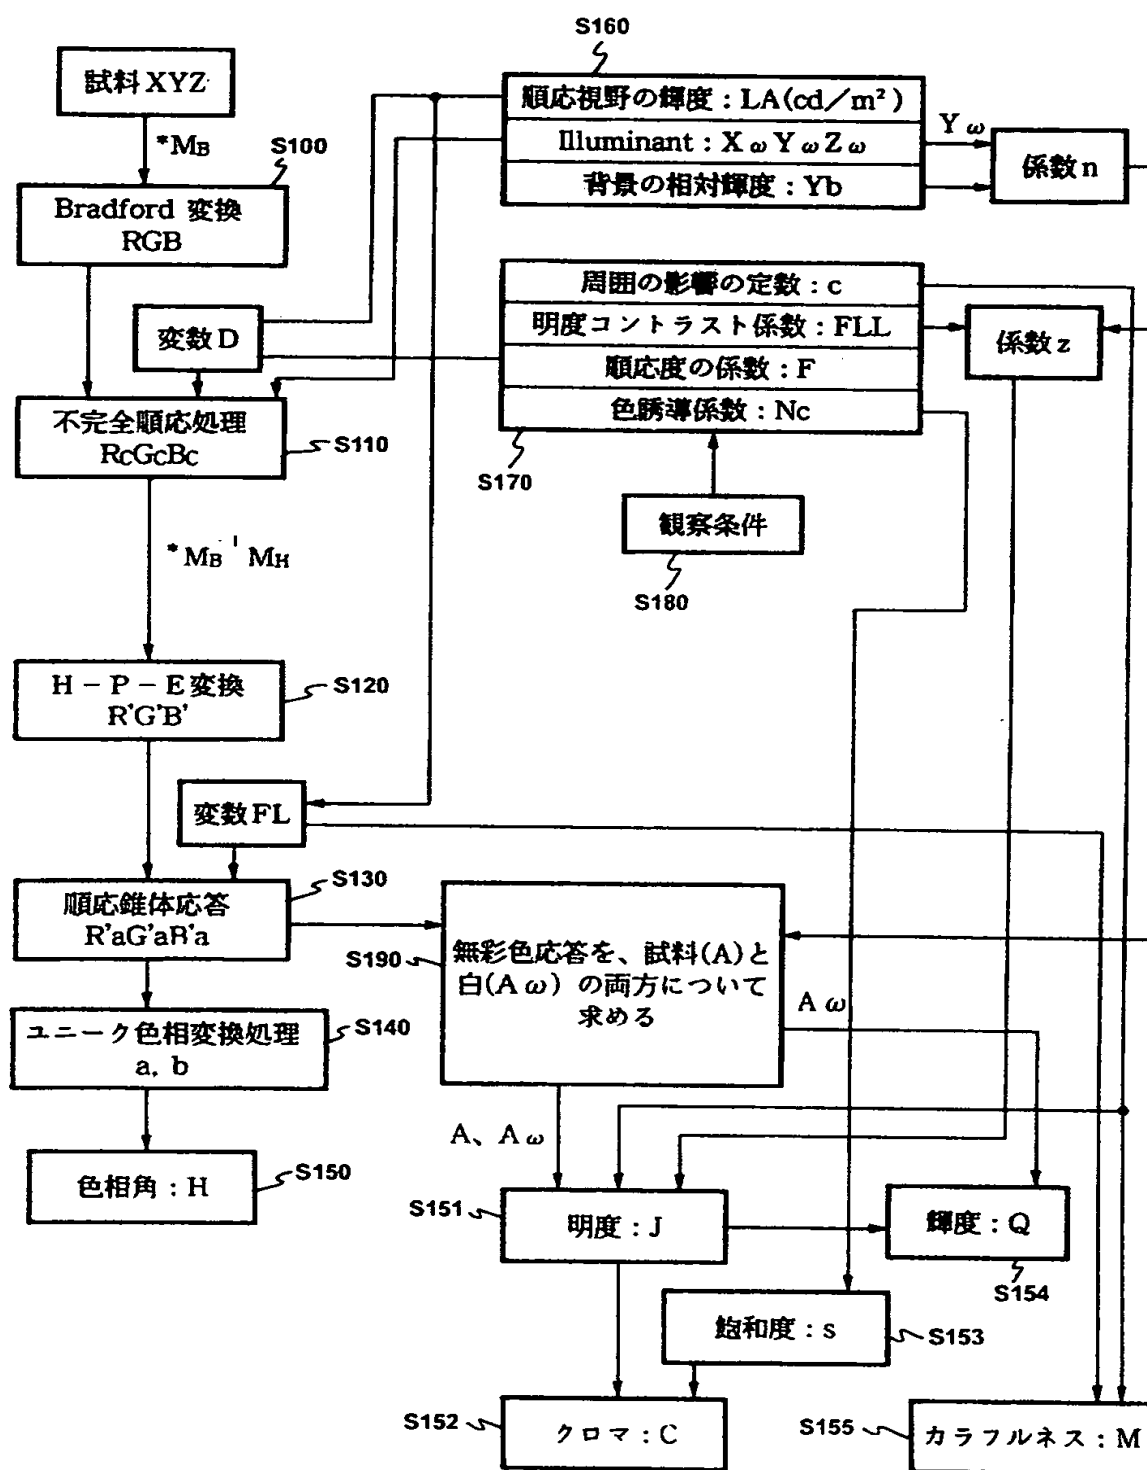 S160
試料XYZ
順応視野の輝度：LA(cd／m²)
Illuminant：XωYωZω
背景の相対輝度：Yb
Yω
係数n
*MB
S100
Bradford 変換
RGB
周囲の影響の定数：c
明度コントラスト係数：FLL
順応度の係数：F
色誘導係数：Nc
係数z
変数D
不完全順応処理
RcGcBc
S110
S170
観察条件
S180
*MB ' MH
H－P－E変換
R'G'B'
S120
変数FL
S130
順応錐体応答
R'aG'aB'a
S190
無彩色応答を、試料(A)と
白(Aω）の両方について
求める
Aω
ユニーク色相変換処理
a, b
S140
A、Aω
色相角：H
S150
S151
明度：J
輝度：Q
S154
飽和度：s
S153
S152
クロマ：C
S155
カラフルネス：M